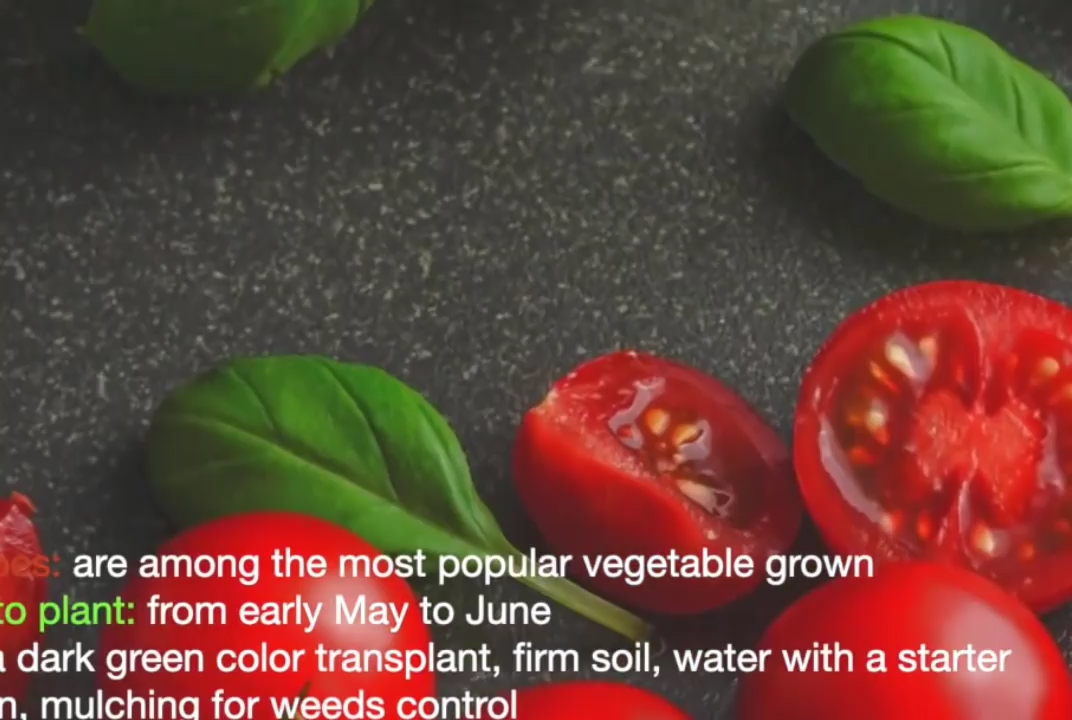 oes: are among the most popular vegetable grown
to plant: from early May to June
a dark green color transplant, firm soil, water with a starter
n, mulching for weeds control